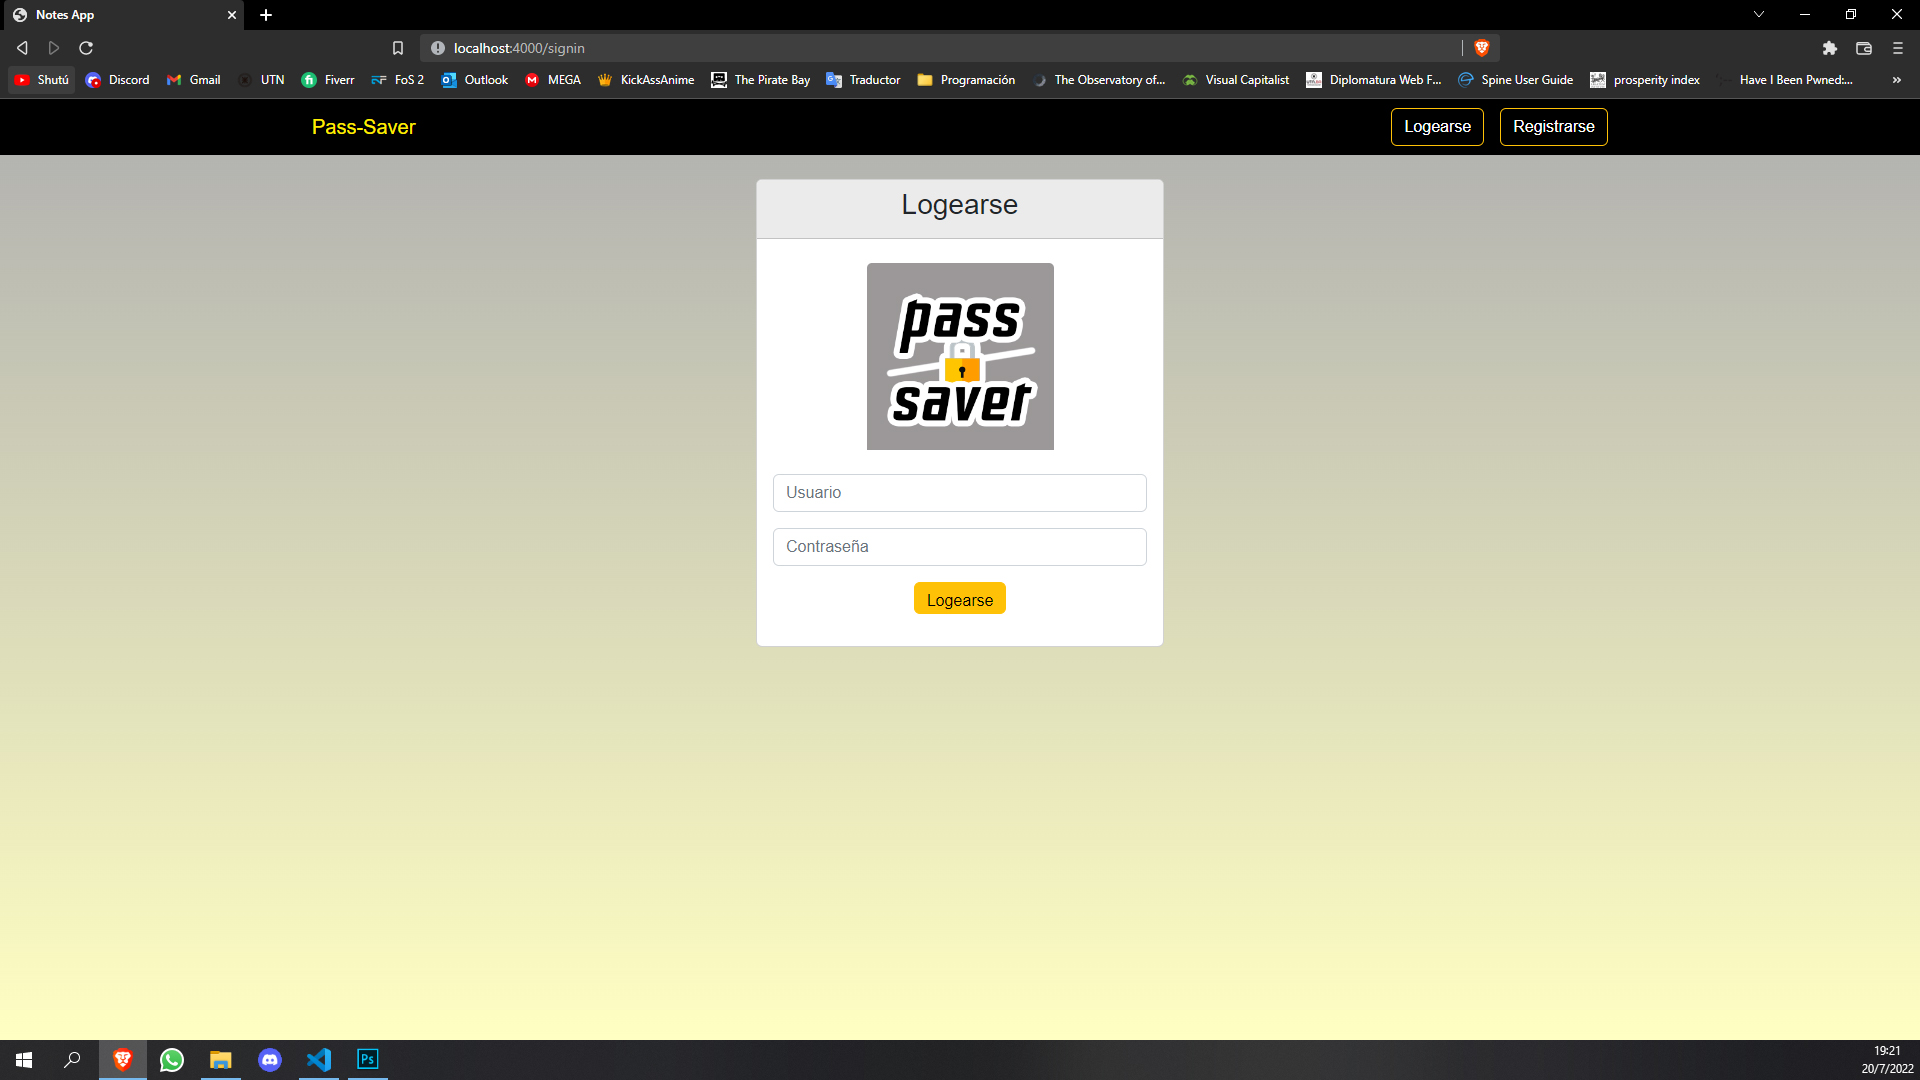 Notes App
localhost:4000/signin
Shutú Discord Gmail UTN Fiverr FoS 2 Outlook MEGA KickAssAnime The Pirate Bay Traductor Programación The Observatory of... Visual Capitalist Diplomatura Web F... Spine User Guide prosperity index Have I Been Pwned:... »
Pass-Saver Logearse Registrarse
Logearse
pass
saver
Usuario
Contraseña
Logearse
Ps
19:21
20/7/2022